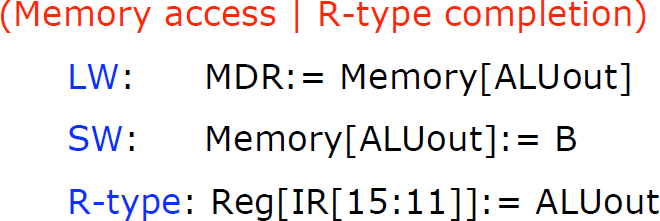 (Memory access | R-type completion)
LW: MDR:= Memory[ALUout]
SW: Memory[ALUout]:= B
R-type: Reg[IR[15:11]]:= ALUout